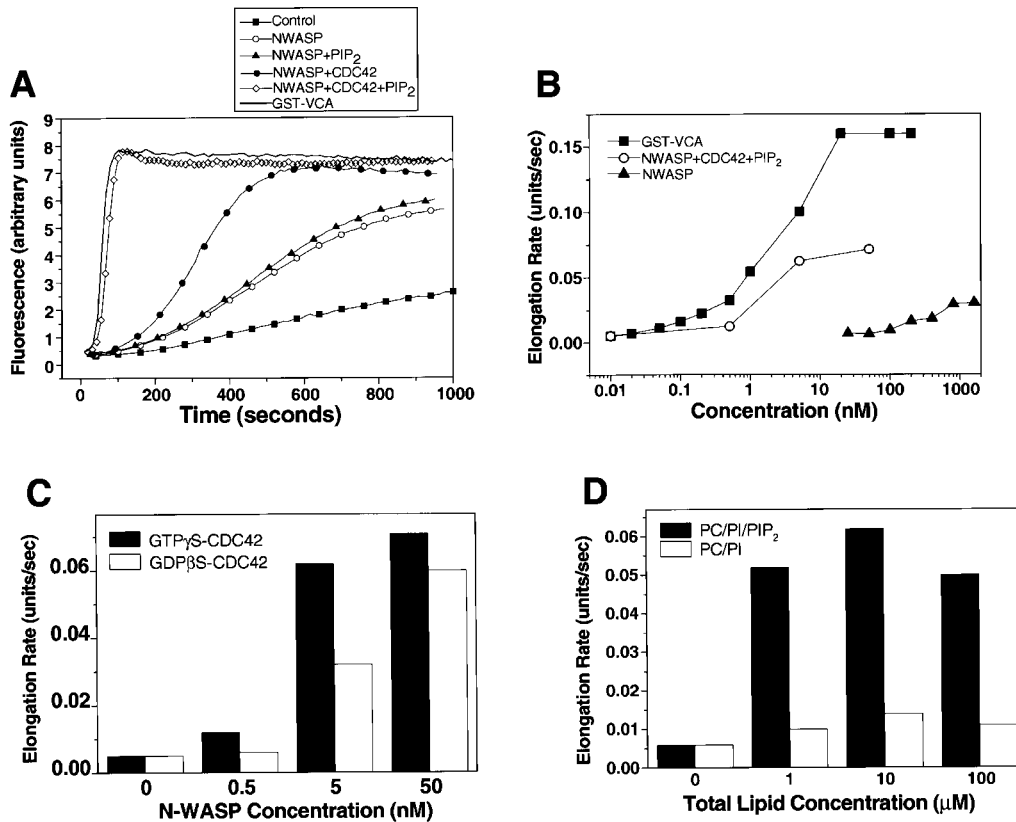 Control
NWASP
NWASP+PIP2
NWASP+CDC42
NWASP+CDC42+PIP2
GST-VCA
A
9
8
7
6
5
4
3
2
1
0
Fluorescence (arbitrary units)
0 200 400 600 800 1000
Time (seconds)
B
GST-VCA
NWASP+CDC42+PIP2
NWASP
0.15
0.10
0.05
0.00
Elongation Rate (units/sec)
0.01 0.1 1 10 100 1000
Concentration (nM)
C
GTPγS-CDC42
GDPβS-CDC42
0.06
0.04
0.02
0.00
Elongation Rate (units/sec)
0 0.5 5 50
N-WASP Concentration (nM)
D
PC/PI/PIP2
PC/PI
0.06
0.05
0.04
0.03
0.02
0.01
0.00
Elongation Rate (units/sec)
0 1 10 100
Total Lipid Concentration (μM)